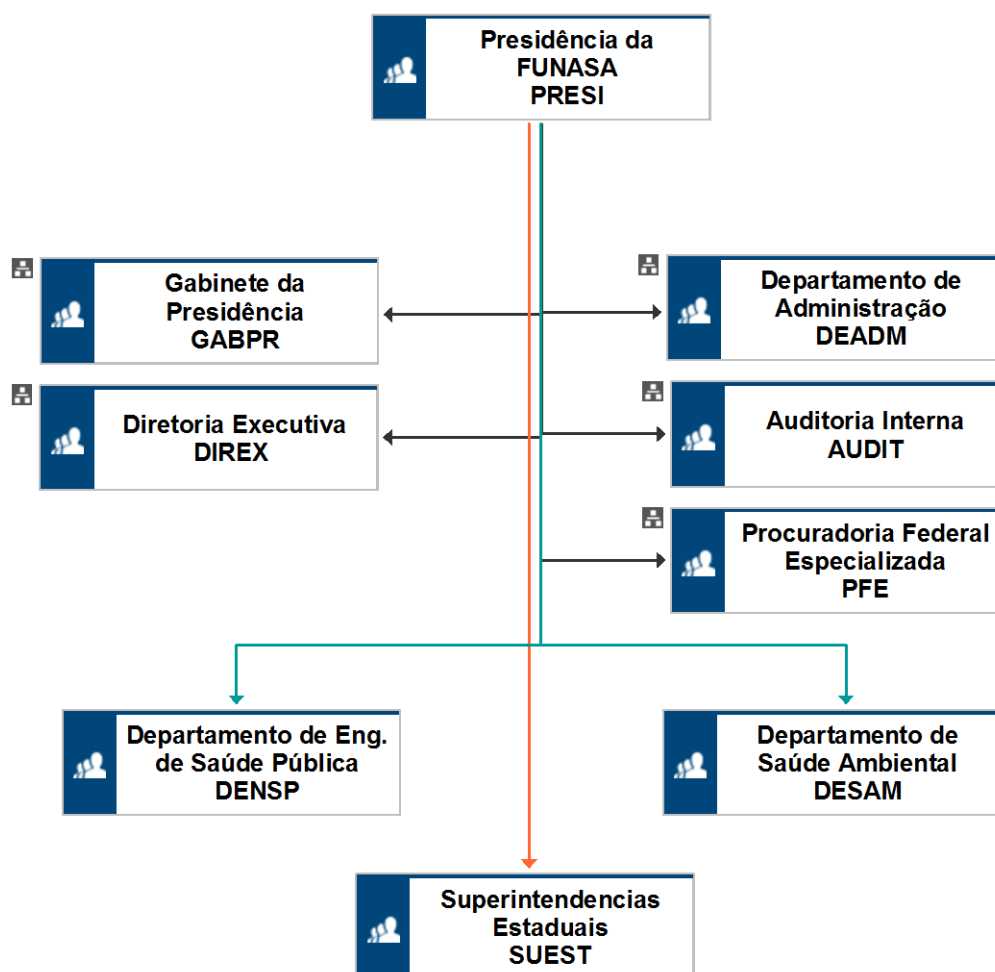 Presidência da
FUNASA
PRESI
Gabinete da
Presidência
GABPR
Departamento de
Administração
DEADM
Diretoria Executiva
DIREX
Auditoria Interna
AUDIT
Procuradoria Federal
Especializada
PFE
Departamento de Eng.
de Saúde Pública
DENSP
Departamento de
Saúde Ambiental
DESAM
Superintendencias
Estaduais
SUEST